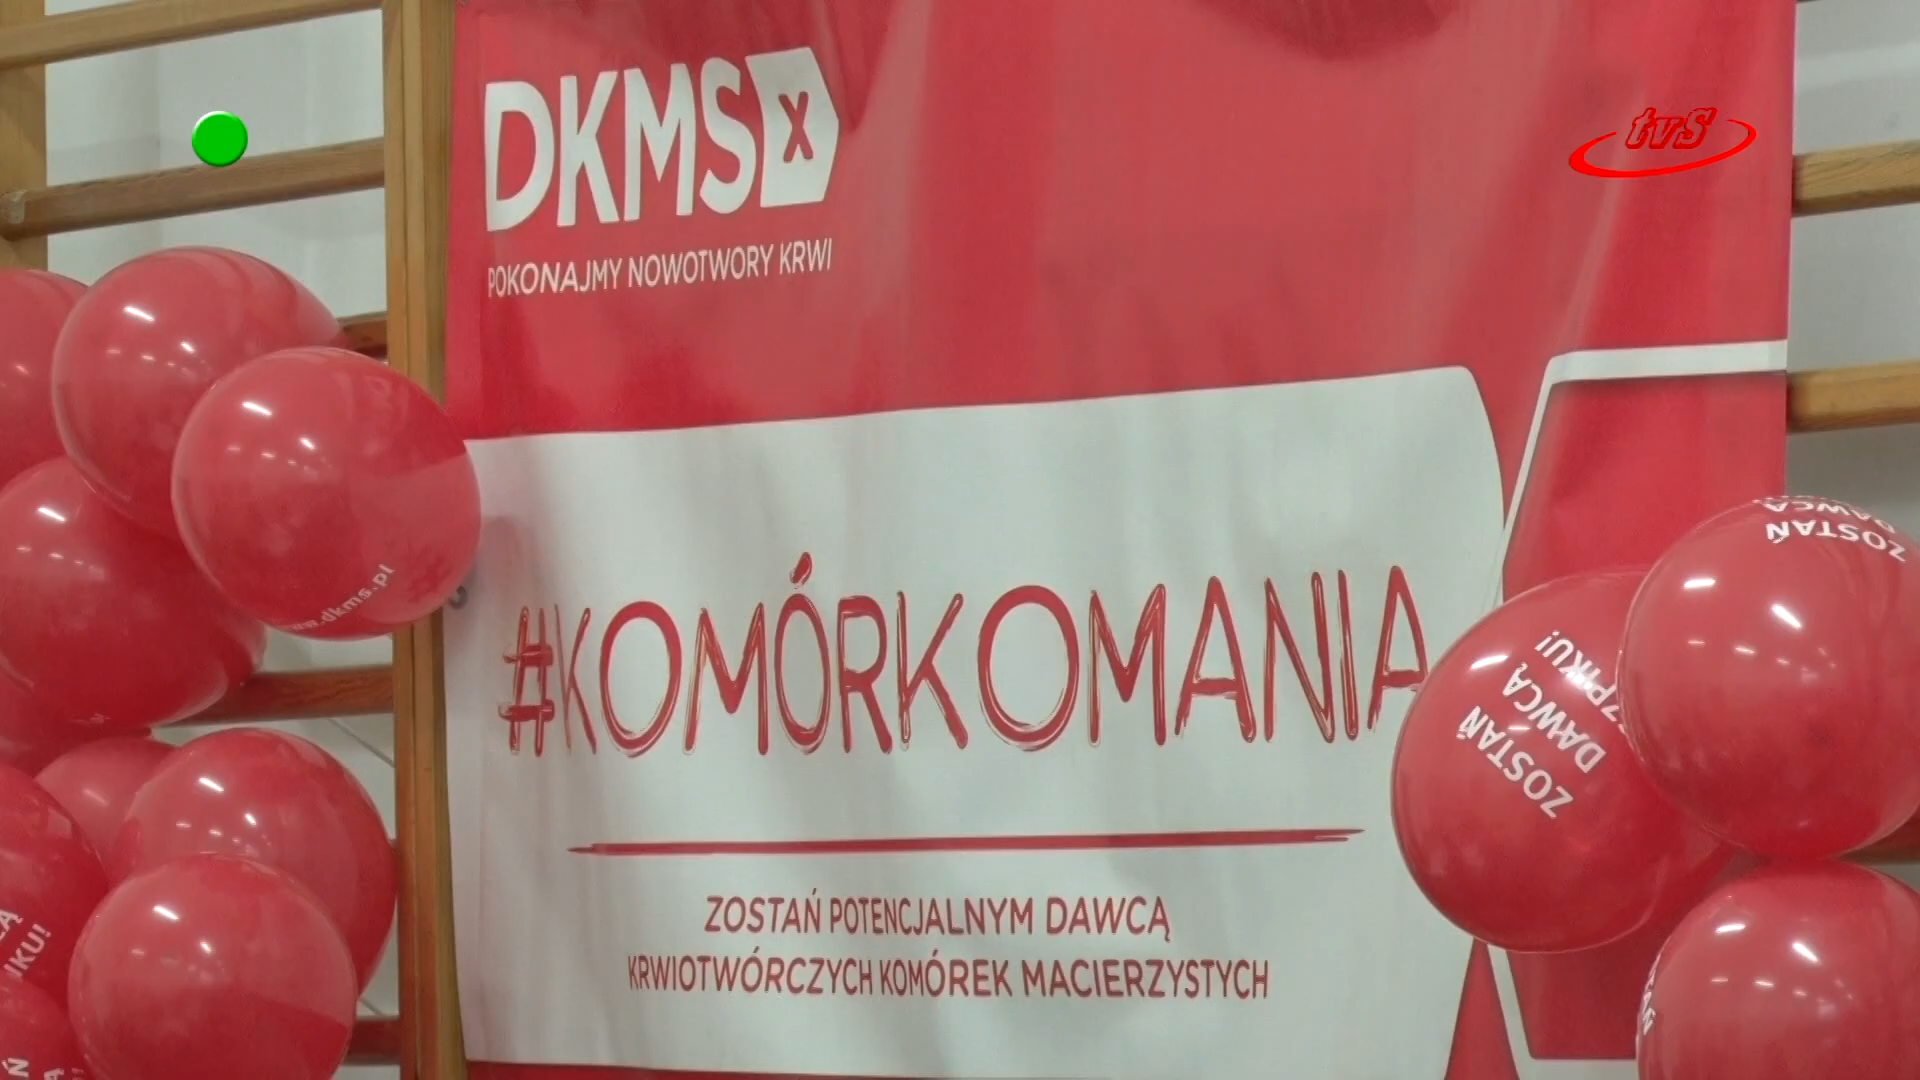 DKMS
x
POKONAJMY NOWOTWORY KRWI
tvS
#KOMÓRKOMANIA
ZOSTAŃ POTENCJALNYM DAWCĄ
KRWIOTWÓRCZYCH KOMÓREK MACIERZYSTYCH
www.dkms.pl
ZOSTAŃ
DAWCĄ
ZOSTAŃ
DAWCĄ